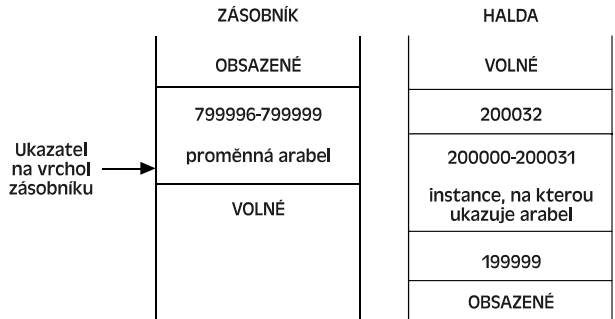 ZÁSOBNÍK
OBSAZENÉ
799996-799999
proměnná arabel
VOLNÉ
Ukazatel
na vrchol
zásobníku
HALDA
VOLNÉ
200032
200000-200031
instance, na kterou
ukazuje arabel
199999
OBSAZENÉ